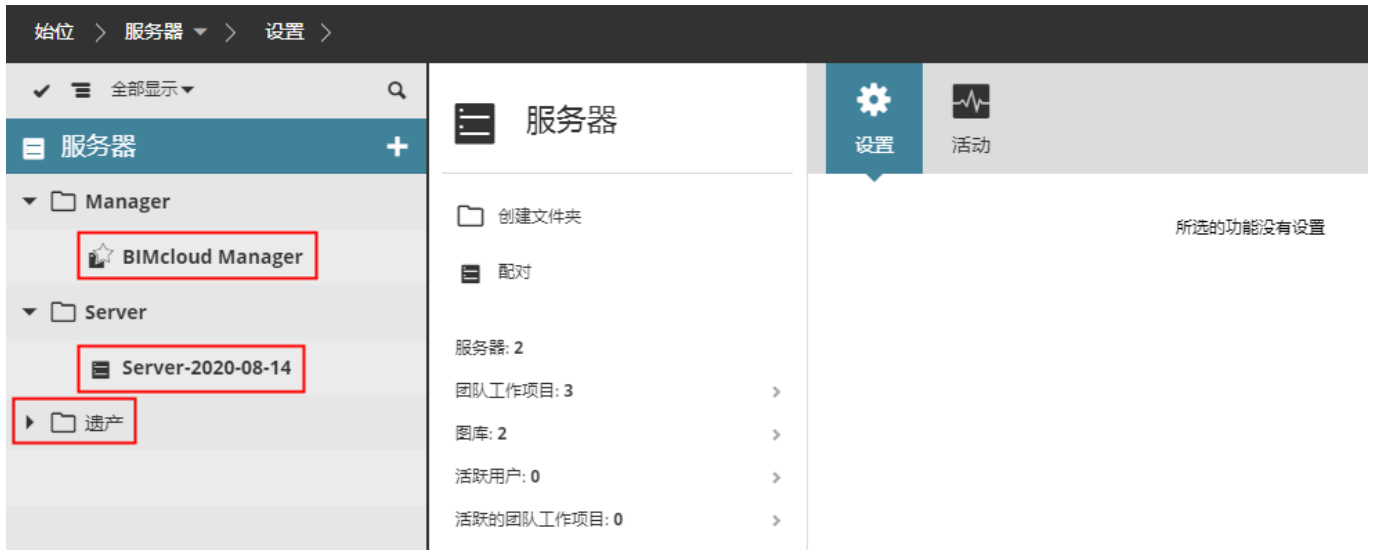 始位 > 服务器 > 设置 >
全部显示
服务器
Manager
BIMcloud Manager
Server
Server-2020-08-14
遗产
服务器
创建文件夹
配对
服务器: 2
团队工作项目: 3
图库: 2
活跃用户: 0
活跃的团队工作项目: 0
设置
活动
所选的功能没有设置